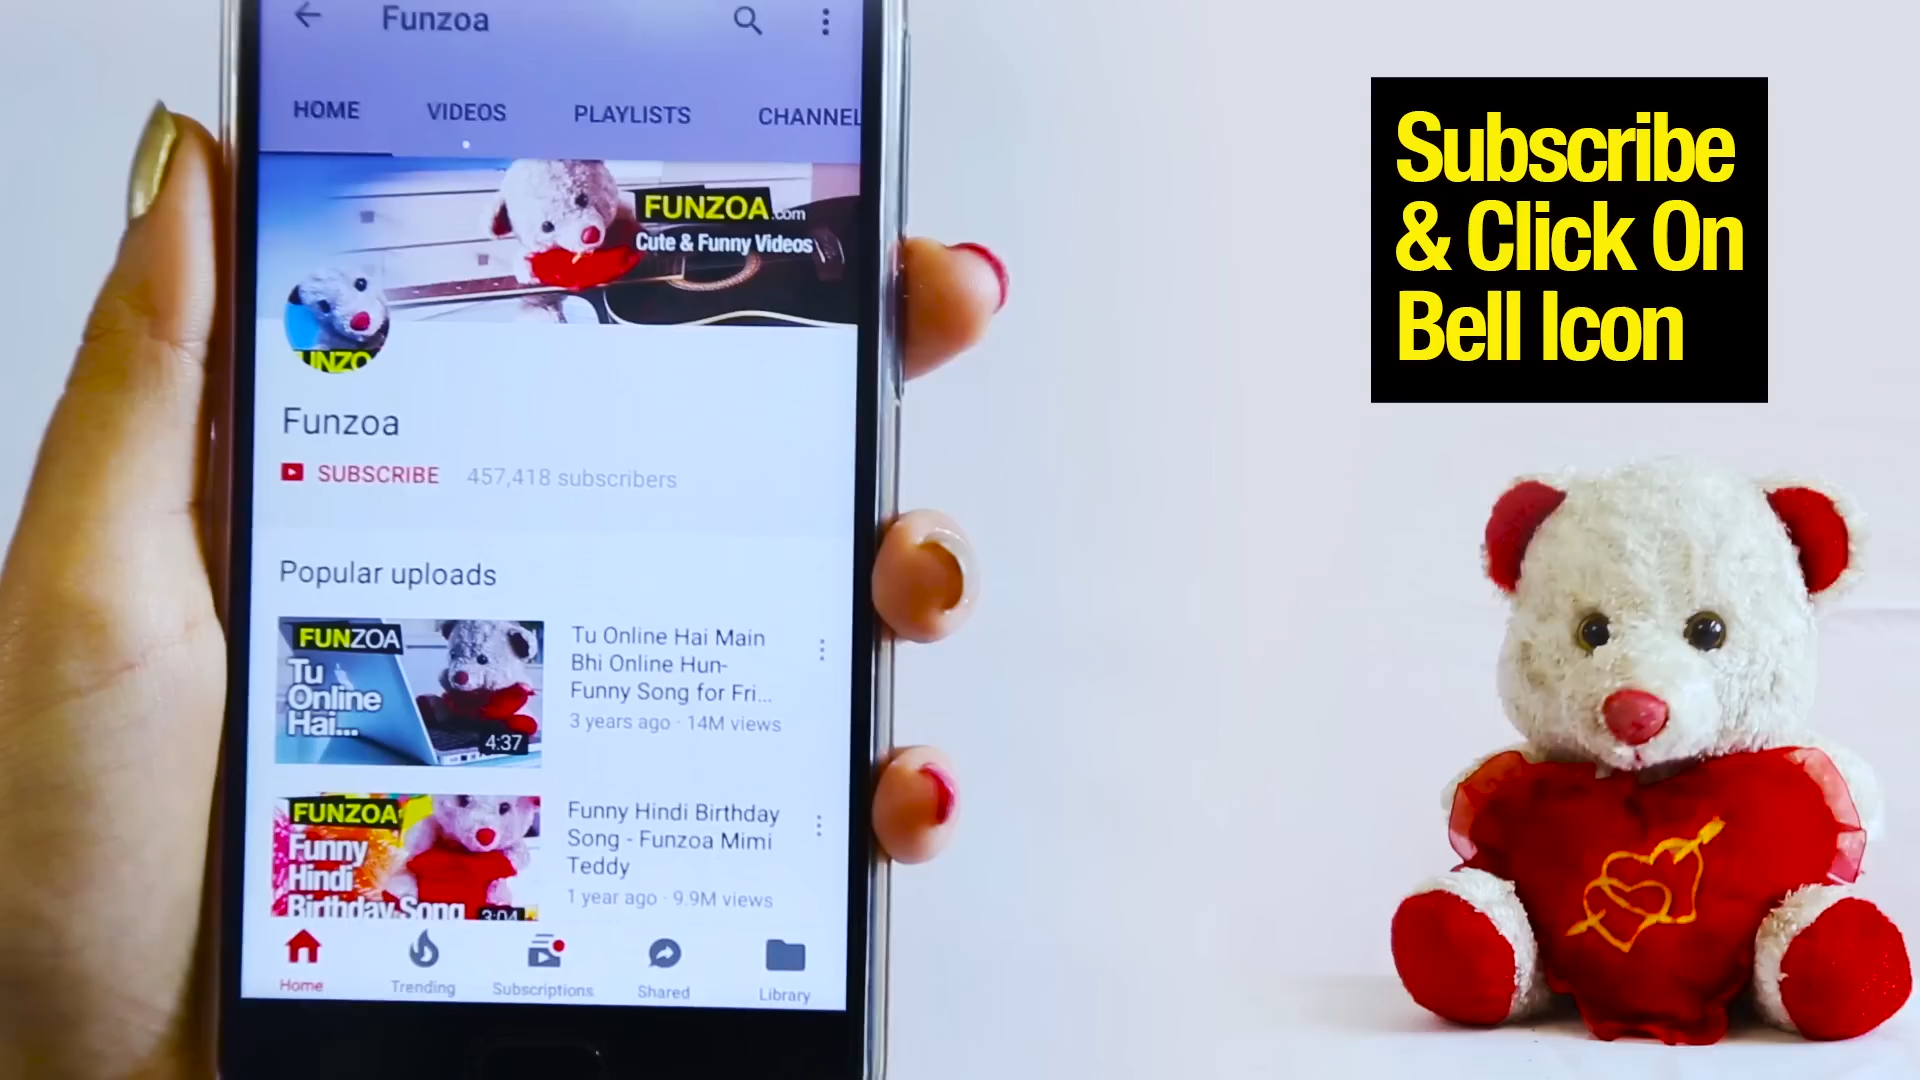 Funzoa
HOME VIDEOS PLAYLISTS CHANNEL
FUNZOA.com
Cute & Funny Videos
UNZO
Funzoa
SUBSCRIBE 457,418 subscribers
Popular uploads
FUNZOA
Tu
Online
Hai...
4:37
Tu Online Hai Main
Bhi Online Hun-
Funny Song for Fri...
3 years ago · 14M views
FUNZOA
Funny
Hindi
Birthday Song
3:04
Funny Hindi Birthday
Song - Funzoa Mimi
Teddy
1 year ago · 9.9M views
Home Trending Subscriptions Shared Library
Subscribe
& Click On
Bell Icon